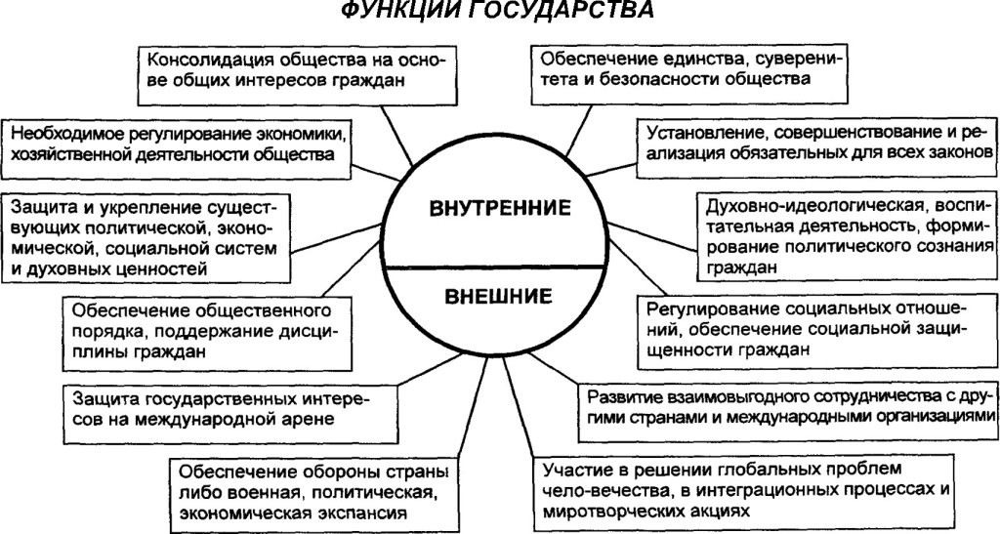 ФУНКЦИИ ГОСУДАРСТВА
Консолидация общества на осно-
ве общих интересов граждан
Обеспечение единства, суверени-
тета и безопасности общества
Необходимое регулирование экономики,
хозяйственной деятельности общества
Установление, совершенствование и ре-
ализация обязательных для всех законов
Защита и укрепление сущест-
вующих политической, эконо-
мической, социальной систем
и духовных ценностей
ВНУТРЕННИЕ
Духовно-идеологическая, воспи-
тательная деятельность, форми-
рование политического сознания
граждан
ВНЕШНИЕ
Обеспечение общественного
порядка, поддержание дисци-
плины граждан
Регулирование социальных отноше-
ний, обеспечение социальной защи-
щенности граждан
Защита государственных интере-
сов на международной арене
Развитие взаимовыгодного сотрудничества с дру-
гими странами и международными организациями
Обеспечение обороны страны
либо военная, политическая,
экономическая экспансия
Участие в решении глобальных проблем
чело-вечества, в интеграционных процессах и
миротворческих акциях